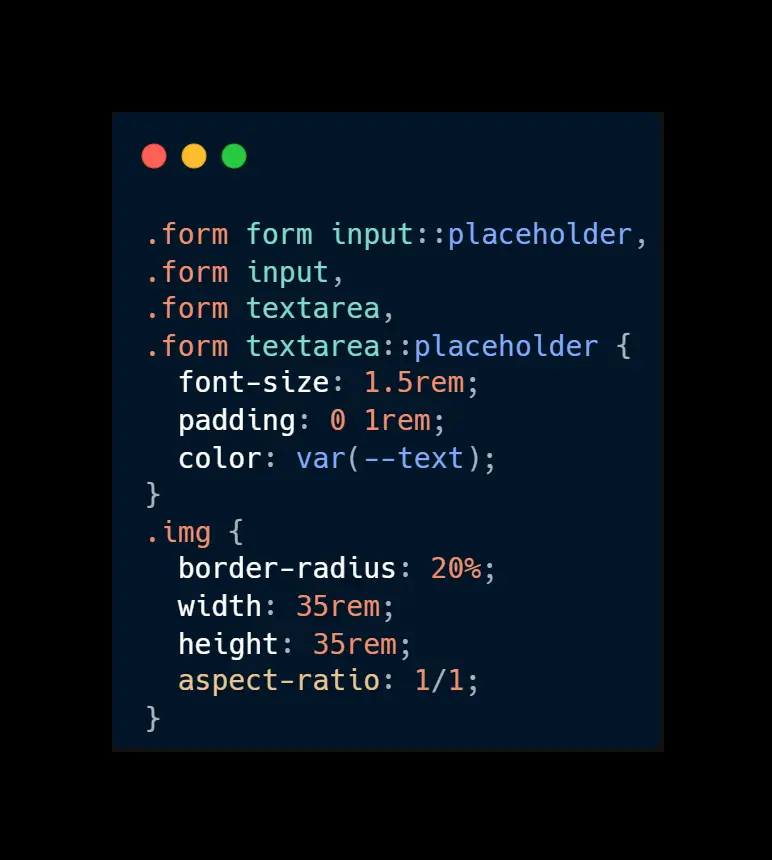 .form form input::placeholder,
.form input,
.form textarea,
.form textarea::placeholder {
  font-size: 1.5rem;
  padding: 0 1rem;
  color: var(--text);
}
.img {
  border-radius: 20%;
  width: 35rem;
  height: 35rem;
  aspect-ratio: 1/1;
}